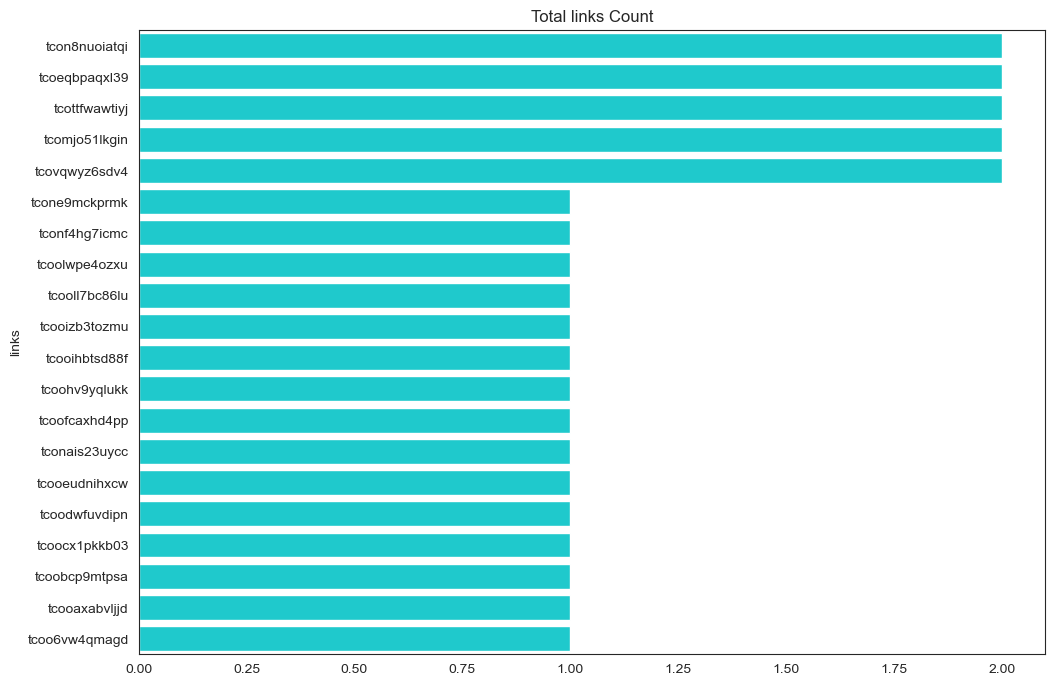 Total links Count
tcon8nuoiatqi
tcoeqbpaqxl39
tcottfwawtiyj
tcomjo51lkgin
tcovqwyz6sdv4
tcone9mckprmk
tconf4hg7icmc
tcoolwpe4ozxu
tcooll7bc86lu
tcooizb3tozmu
tcooihbtsd88f
tcoohv9yqlukk
tcoofcaxhd4pp
tconais23uycc
tcooeudnihxcw
tcoodwfuvdipn
tcoocx1pkkb03
tcoobcp9mtpsa
tcooaxabvljjd
tcoo6vw4qmagd
links
0.00 0.25 0.50 0.75 1.00 1.25 1.50 1.75 2.00